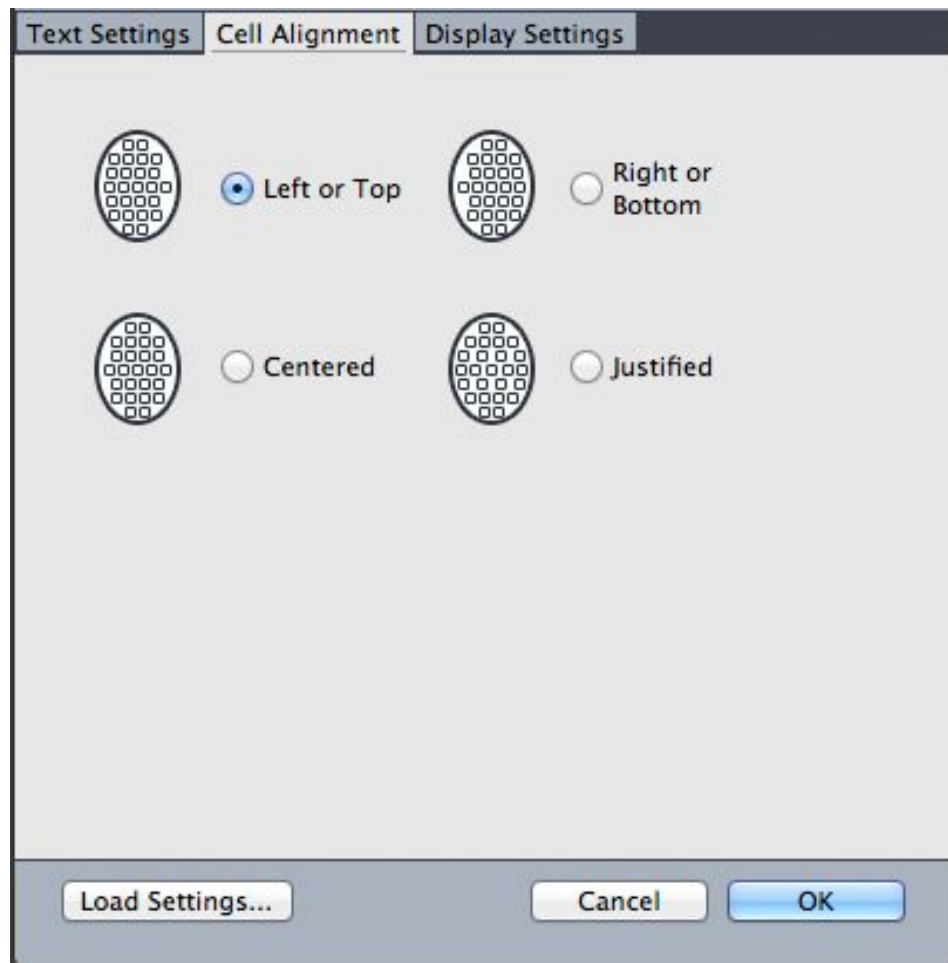 Text Settings Cell Alignment Display Settings
Left or Top
Right or
Bottom
Centered
Justified
Load Settings... Cancel OK